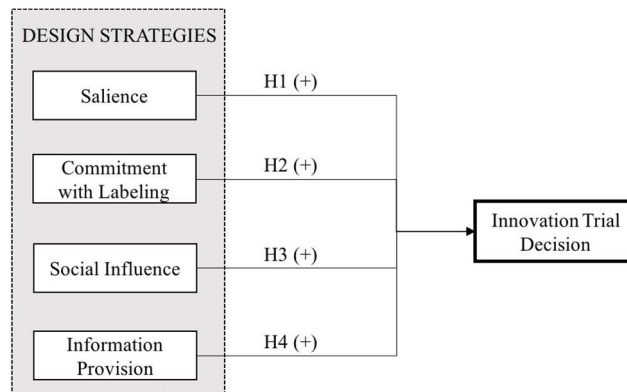 DESIGN STRATEGIES
Salience
H1 (+)
Commitment
with Labeling
H2 (+)
Innovation Trial
Decision
Social Influence
H3 (+)
Information
Provision
H4 (+)